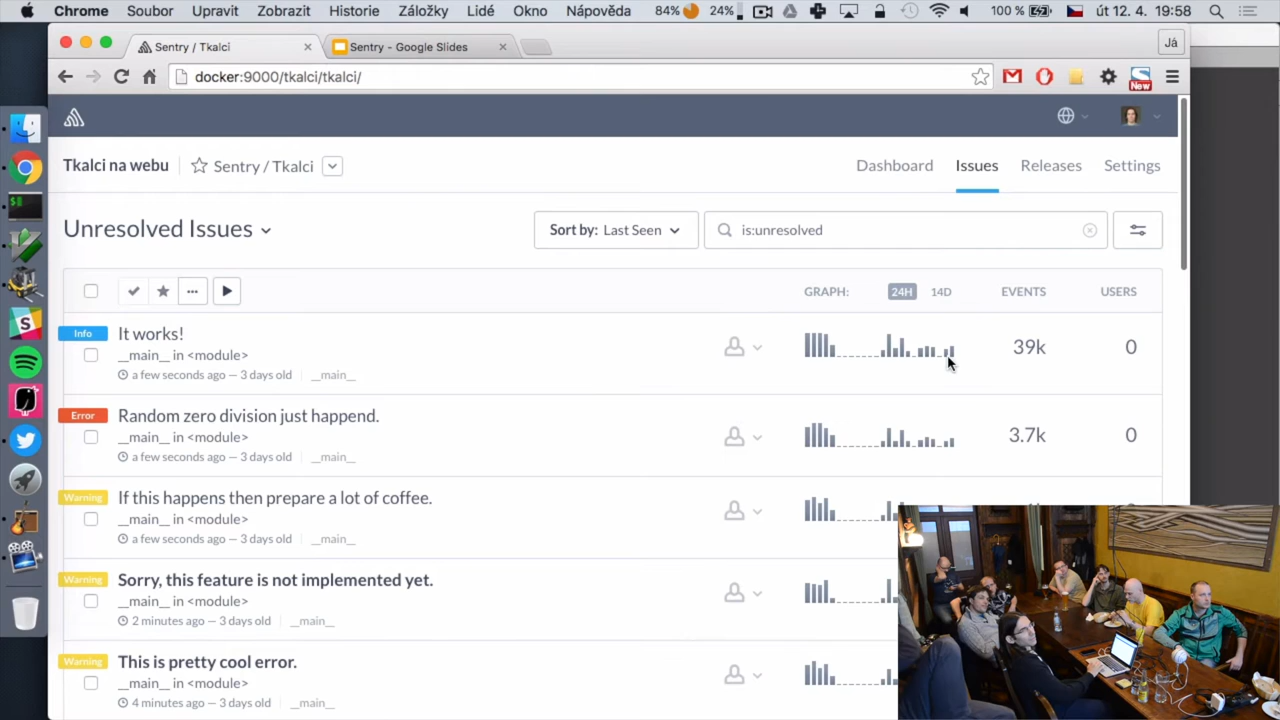 Chrome Soubor Upravit Zobrazit Historie Záložky Lidé Okno Nápověda 84% 24% 100 % út 12. 4. 19:58
Sentry / Tkalci Sentry - Google Slides Já
docker:9000/tkalci/tkalci/ New
Tkalci na webu Sentry / Tkalci Dashboard Issues Releases Settings
Unresolved Issues Sort by: Last Seen is:unresolved
GRAPH: 24H 14D EVENTS USERS
Info It works!
__main__ in <module> 39k 0
a few seconds ago — 3 days old __main__
Error Random zero division just happend.
__main__ in <module> 3.7k 0
a few seconds ago — 3 days old __main__
Warning If this happens then prepare a lot of coffee.
__main__ in <module>
a few seconds ago — 3 days old __main__
Warning Sorry, this feature is not implemented yet.
__main__ in <module>
2 minutes ago — 3 days old __main__
Warning This is pretty cool error.
__main__ in <module>
4 minutes ago — 3 days old __main__